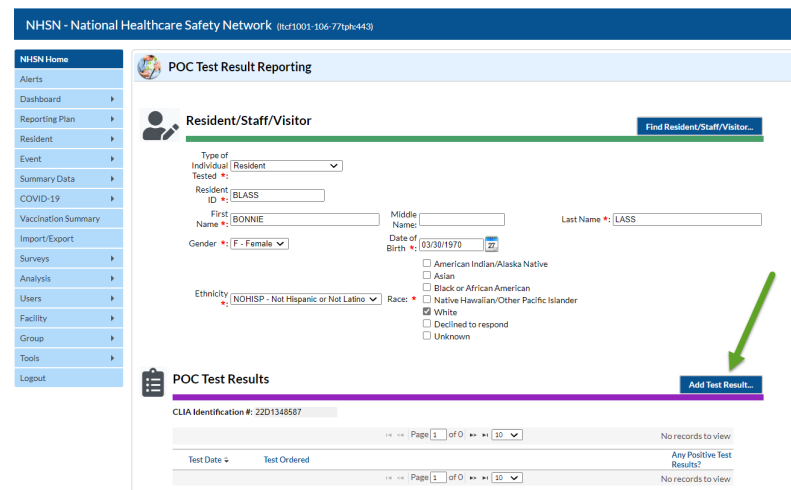 NHSN - National Healthcare Safety Network (ltcf1001-106-77tph:443)
NHSN Home
Alerts
Dashboard
Reporting Plan
Resident
Event
Summary Data
COVID-19
Vaccination Summary
Import/Export
Surveys
Analysis
Users
Facility
Group
Tools
Logout
POC Test Result Reporting
Resident/Staff/Visitor
Find Resident/Staff/Visitor...
Type of
Individual Resident
Tested *:
Resident
ID *: BLASS
First Name *: BONNIE Middle Name: Last Name *: LASS
Gender *: F - Female Date of Birth *: 03/30/1970 27
American Indian/Alaska Native
Asian
Black or African American
Ethnicity *: NOHISP - Not Hispanic or Not Latino Race: * Native Hawaiian/Other Pacific Islander
White
Declined to respond
Unknown
POC Test Results
Add Test Result...
CLIA Identification #: 22D1348587
Page 1 of 0 10 No records to view
Test Date Test Ordered Any Positive Test Results?
Page 1 of 0 10 No records to view